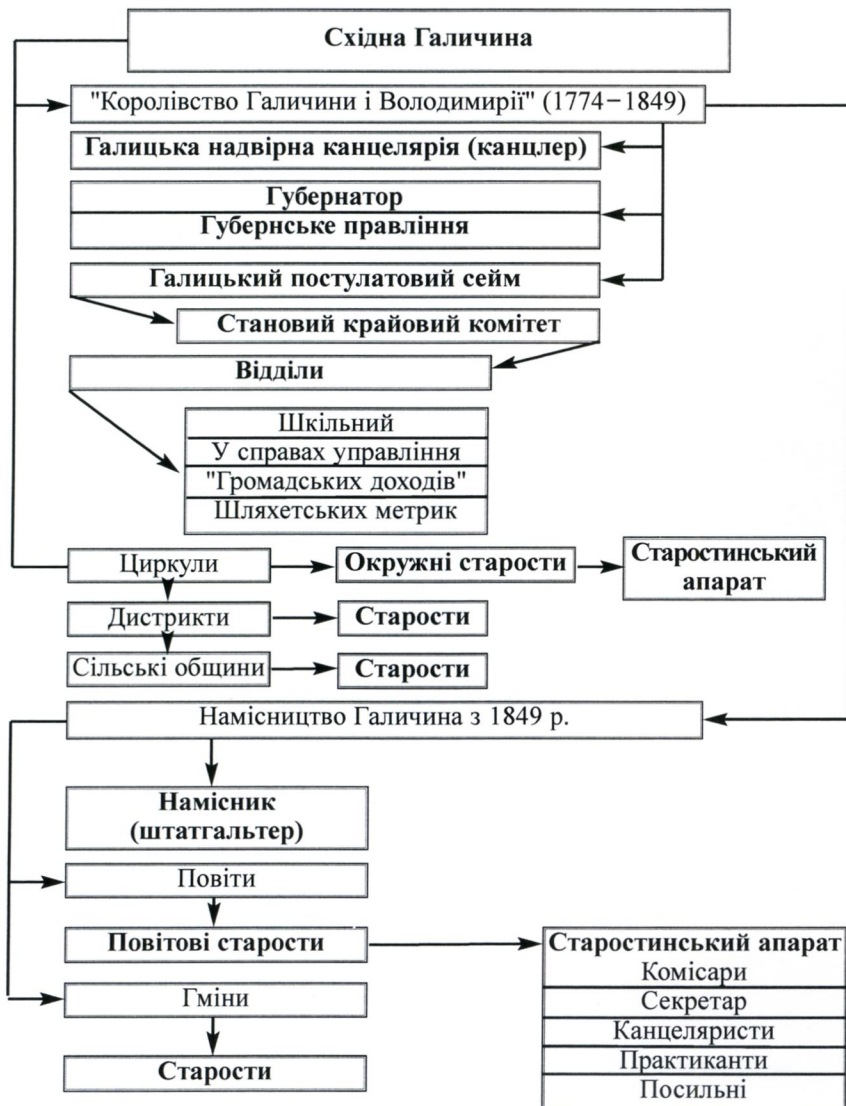 Східна Галичина
"Королівство Галичини і Володимирії" (1774–1849)
Галицька надвірна канцелярія (канцлер)
Губернатор
Губернське правління
Галицький постулатовий сейм
Становий крайовий комітет
Відділи
Шкільний
У справах управління
"Громадських доходів"
Шляхетських метрик
Циркули
Окружні старости
Старостинський
апарат
Дистрикти
Старости
Сільські общини
Старости
Намісництво Галичина з 1849 р.
Намісник
(штатгальтер)
Повіти
Повітові старости
Старостинський апарат
Комісари
Секретар
Канцеляристи
Практиканти
Посильні
Гміни
Старости